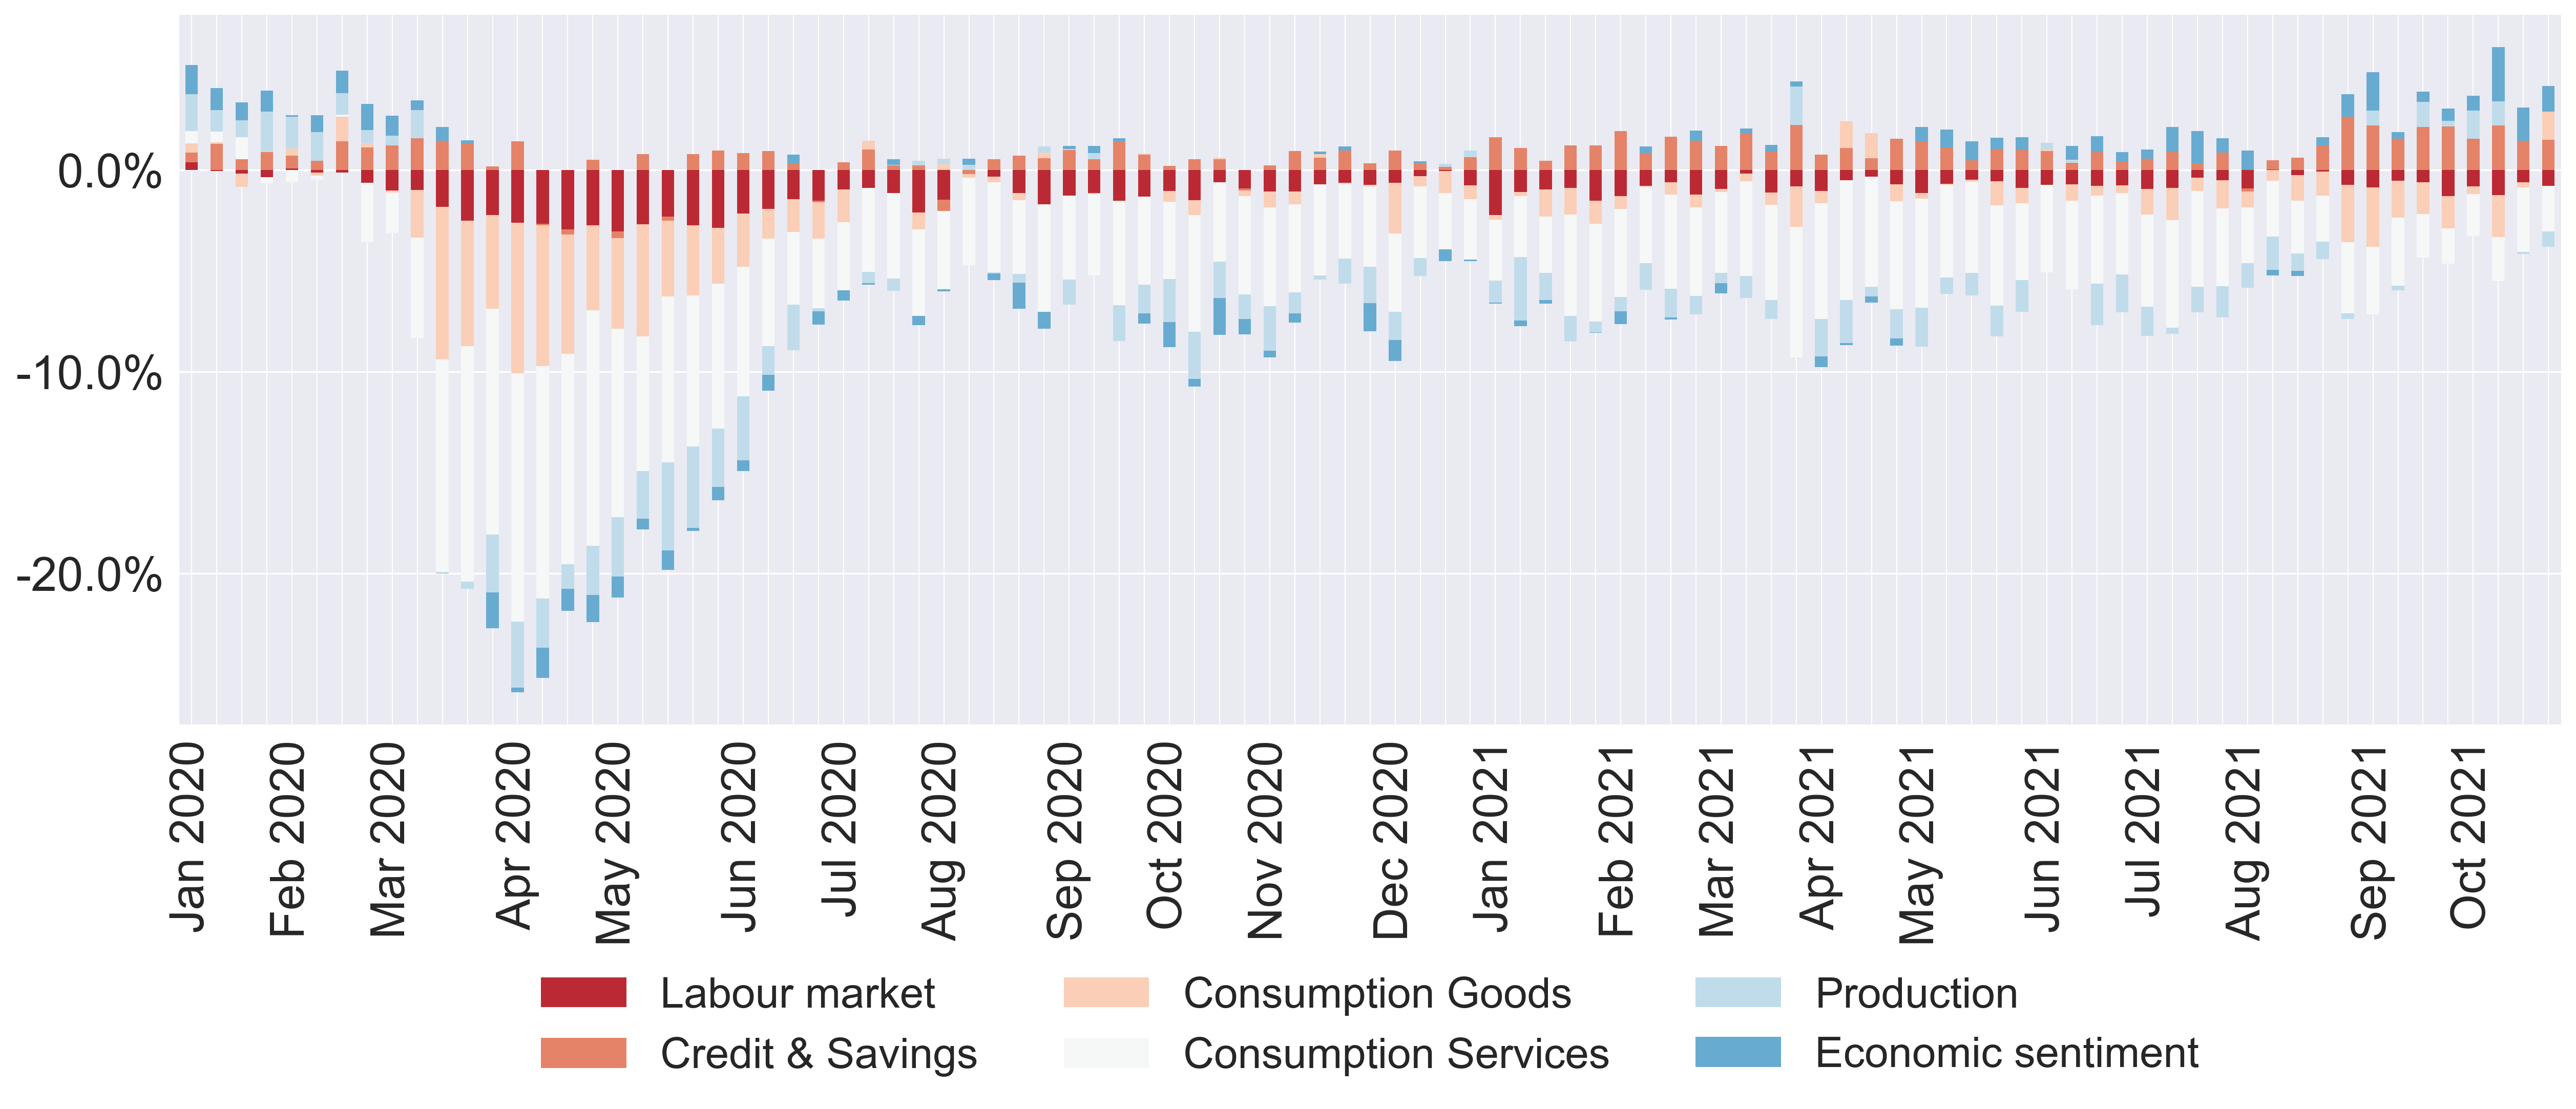 0.0%
-10.0%
-20.0%
Jan 2020
Feb 2020
Mar 2020
Apr 2020
May 2020
Jun 2020
Jul 2020
Aug 2020
Sep 2020
Oct 2020
Nov 2020
Dec 2020
Jan 2021
Feb 2021
Mar 2021
Apr 2021
May 2021
Jun 2021
Jul 2021
Aug 2021
Sep 2021
Oct 2021
Labour market
Consumption Goods
Production
Credit & Savings
Consumption Services
Economic sentiment